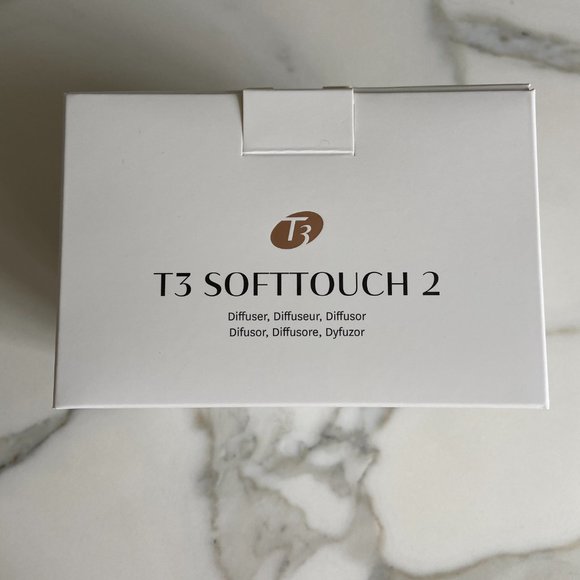 T3
T3 SOFTTOUCH 2
Diffuser, Diffuseur, Diffusor
Difusor, Diffusore, Dyfuzor